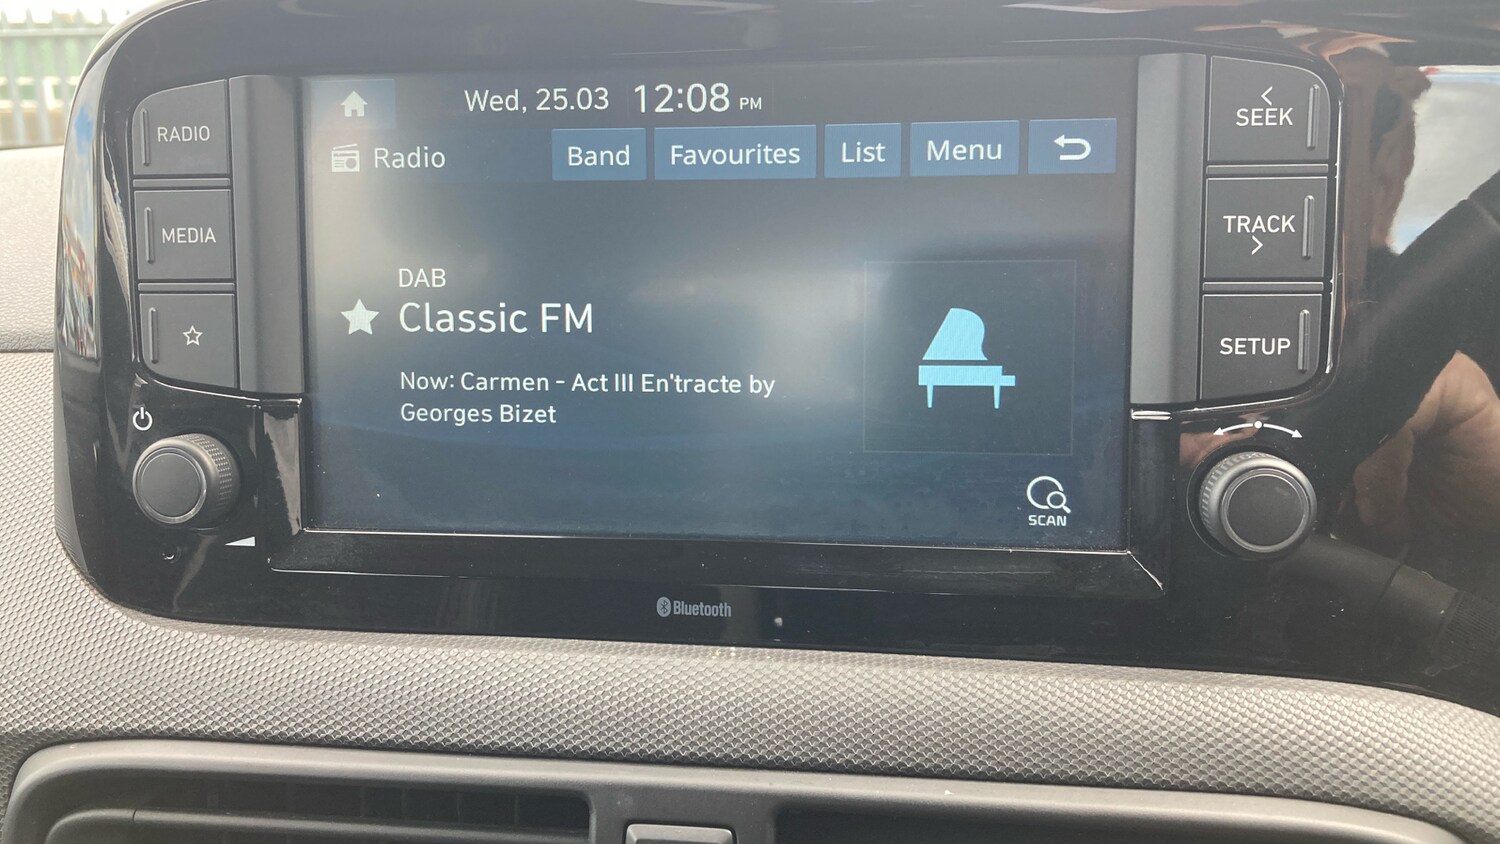 Wed, 25.03 12:08 PM
Radio Band Favourites List Menu
DAB
Classic FM
Now: Carmen - Act III En'tracte by
Georges Bizet
SCAN
RADIO
MEDIA
< SEEK
TRACK >
SETUP
Bluetooth